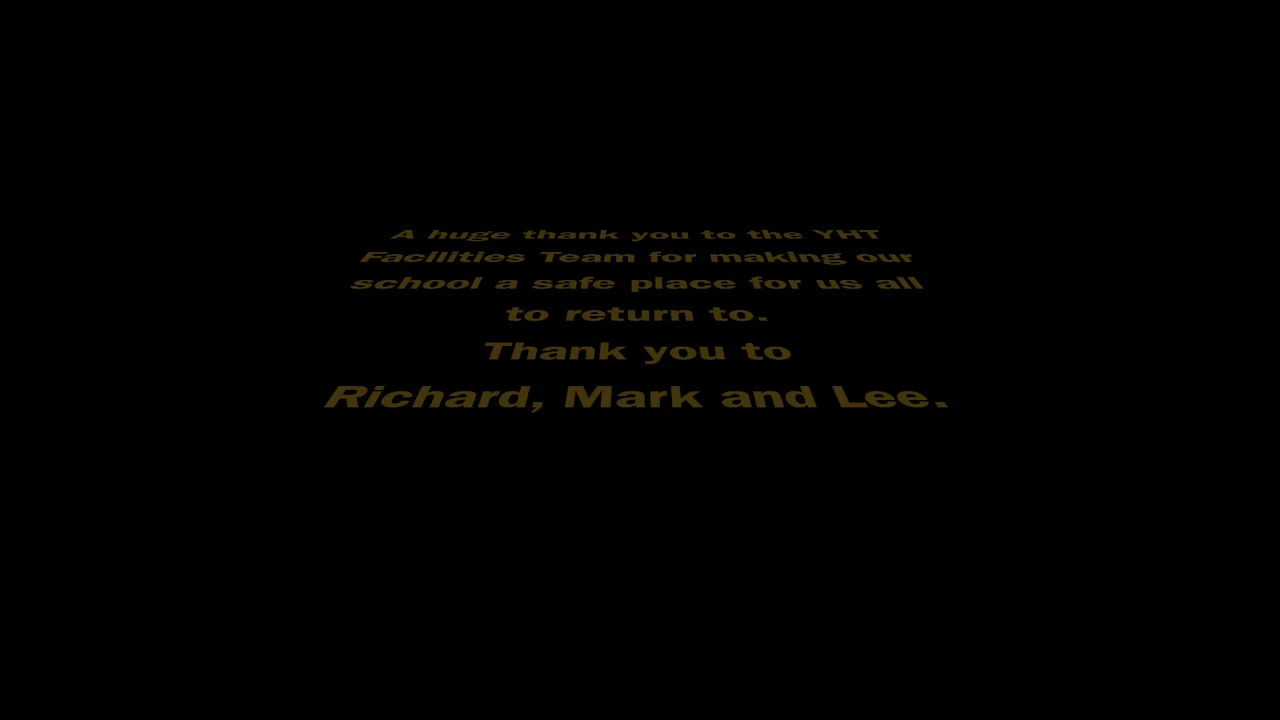 A huge thank you to the YHT
Facilities Team for making our
school a safe place for us all
to return to.
Thank you to
Richard, Mark and Lee.